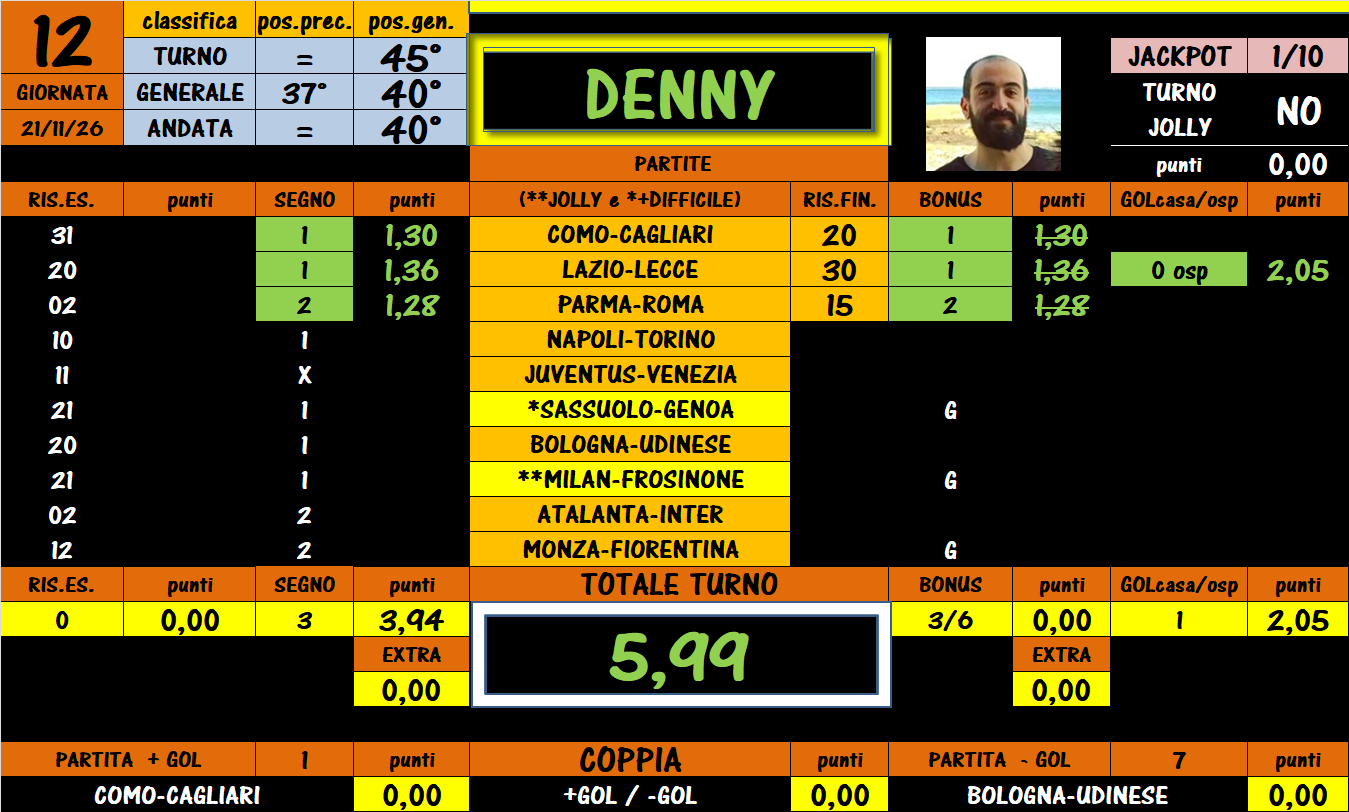 12 classifica pos.prec. pos.gen.
TURNO = 45° DENNY JACKPOT 1/10
GIORNATA GENERALE 37° 40° TURNO JOLLY NO
21/11/26 ANDATA = 40°
PARTITE punti 0,00
RIS.ES. punti SEGNO punti (**JOLLY e *+DIFFICILE) RIS.FIN. BONUS punti GOLcasa/osp punti
31 1 1,30 COMO-CAGLIARI 20 1 1,30
20 1 1,36 LAZIO-LECCE 30 1 1,36 0 osp 2,05
02 2 1,28 PARMA-ROMA 15 2 1,28
10 1 NAPOLI-TORINO
11 X JUVENTUS-VENEZIA
21 1 *SASSUOLO-GENOA G
20 1 BOLOGNA-UDINESE
21 1 **MILAN-FROSINONE G
02 2 ATALANTA-INTER
12 2 MONZA-FIORENTINA G
RIS.ES. punti SEGNO punti TOTALE TURNO BONUS punti GOLcasa/osp punti
0 0,00 3 3,94 5,99 3/6 0,00 1 2,05
EXTRA EXTRA
0,00 0,00
PARTITA + GOL 1 punti COPPIA punti PARTITA - GOL 7 punti
COMO-CAGLIARI 0,00 +GOL / -GOL 0,00 BOLOGNA-UDINESE 0,00